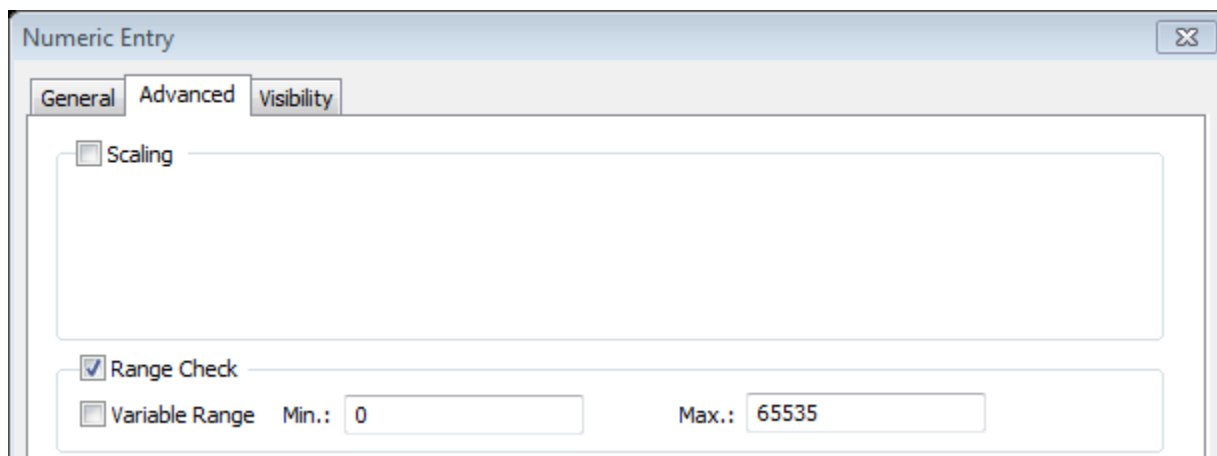 Numeric Entry
General Advanced Visibility
Scaling
Range Check
Variable Range Min.: 0 Max.: 65535